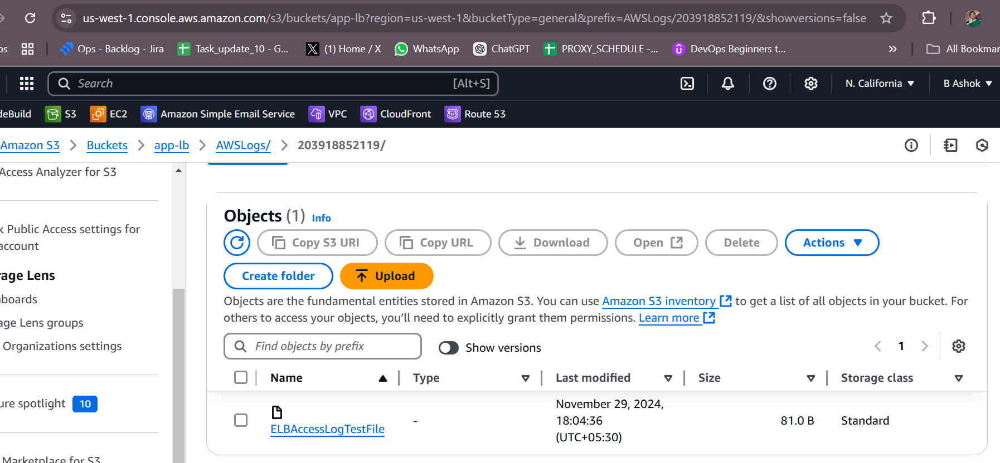 us-west-1.console.aws.amazon.com/s3/buckets/app-lb?region=us-west-1&bucketType=general&prefix=AWSLogs/203918852119/&showversions=false
Ops - Backlog - Jira
Task_update_10 - G...
(1) Home / X
WhatsApp
ChatGPT
PROXY_SCHEDULE -...
DevOps Beginners t...
All Bookmar
Search
[Alt+S]
N. California
B Ashok
deBuild
S3
EC2
Amazon Simple Email Service
VPC
CloudFront
Route 53
Amazon S3
Buckets
app-lb
AWSLogs/
203918852119/
Access Analyzer for S3
k Public Access settings for
account
rage Lens
boards
age Lens groups
Organizations settings
ure spotlight 10
Marketplace for S3
Objects (1) Info
Copy S3 URI
Copy URL
Download
Open
Delete
Actions
Create folder
Upload
Objects are the fundamental entities stored in Amazon S3. You can use Amazon S3 inventory to get a list of all objects in your bucket. For
others to access your objects, you’ll need to explicitly grant them permissions. Learn more
Find objects by prefix
Show versions
1
Name
Type
Last modified
Size
Storage class
ELBAccessLogTestFile
-
November 29, 2024,
18:04:36
(UTC+05:30)
81.0 B
Standard